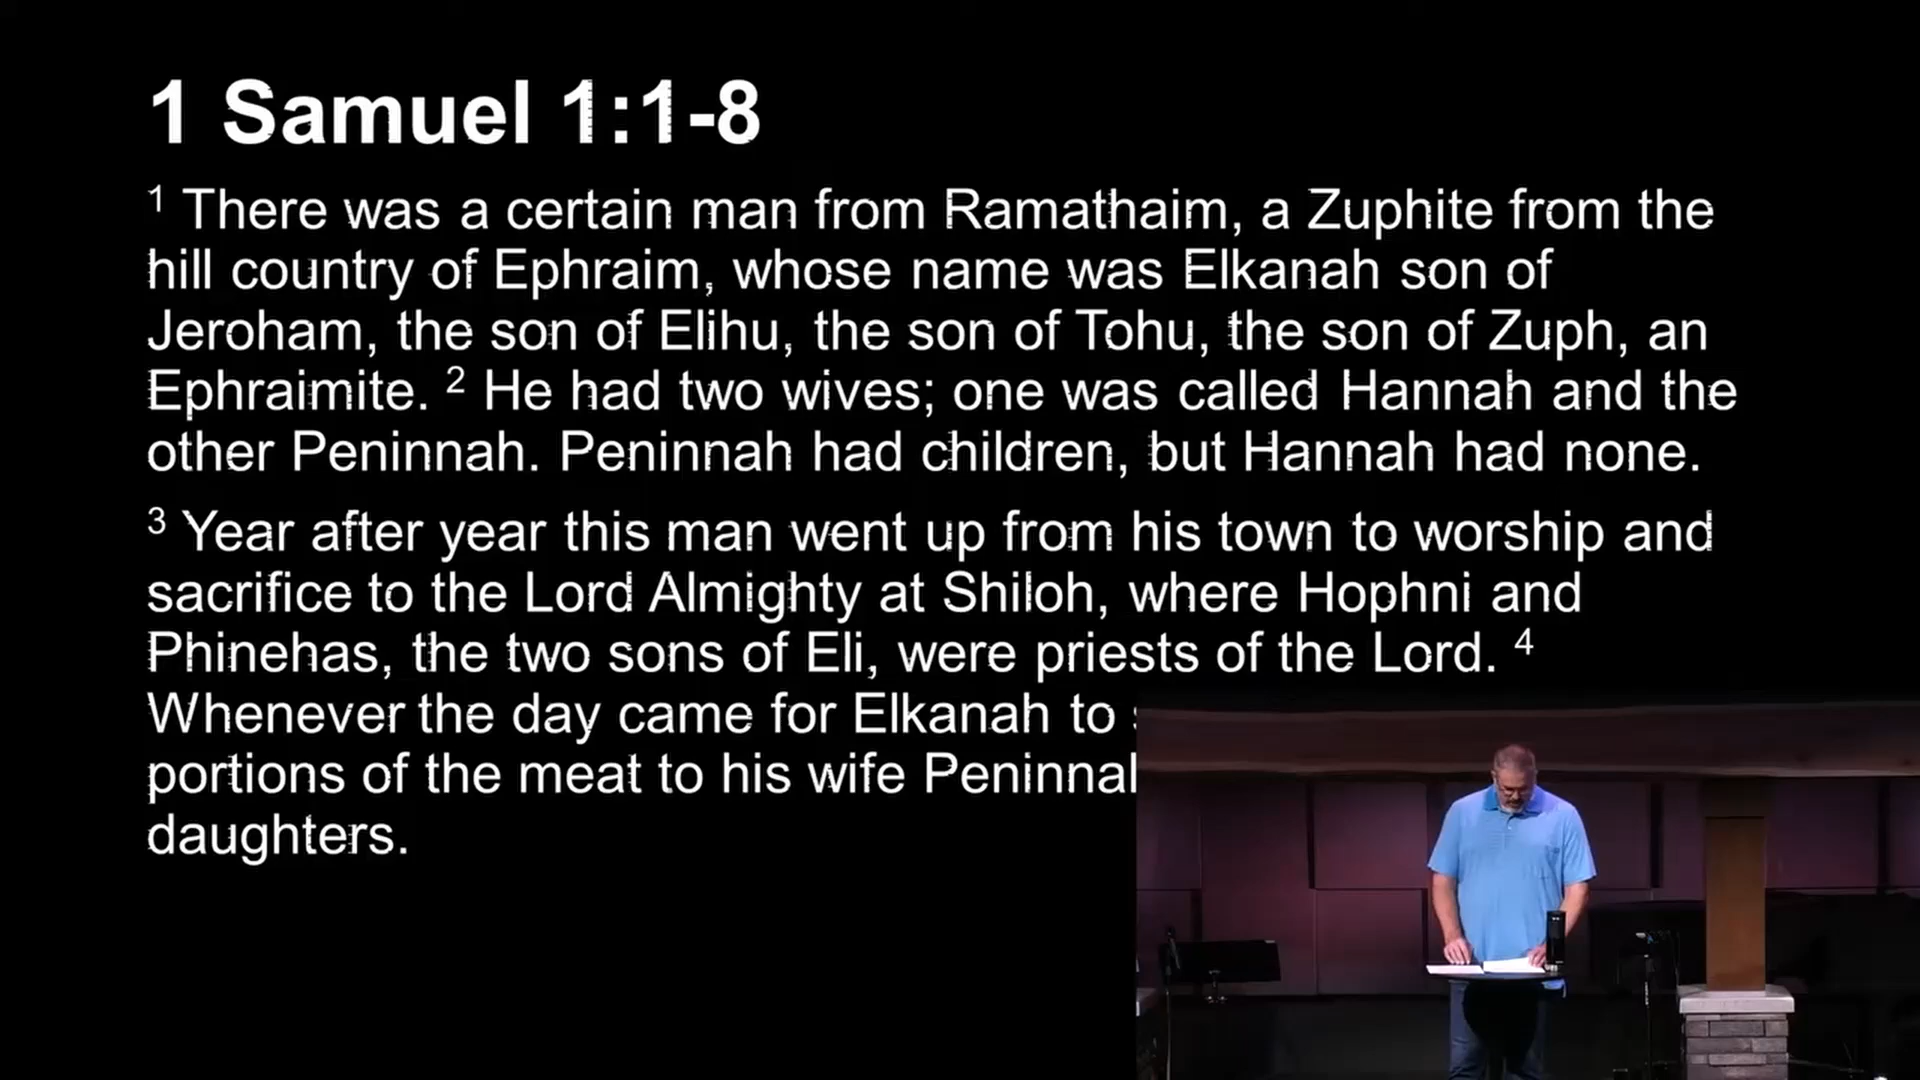 1 Samuel 1:1-8
1 There was a certain man from Ramathaim, a Zuphite from the
hill country of Ephraim, whose name was Elkanah son of
Jeroham, the son of Elihu, the son of Tohu, the son of Zuph, an
Ephraimite. 2 He had two wives; one was called Hannah and the
other Peninnah. Peninnah had children, but Hannah had none.
3 Year after year this man went up from his town to worship and
sacrifice to the Lord Almighty at Shiloh, where Hophni and
Phinehas, the two sons of Eli, were priests of the Lord. 4
Whenever the day came for Elkanah to
portions of the meat to his wife
daughters.